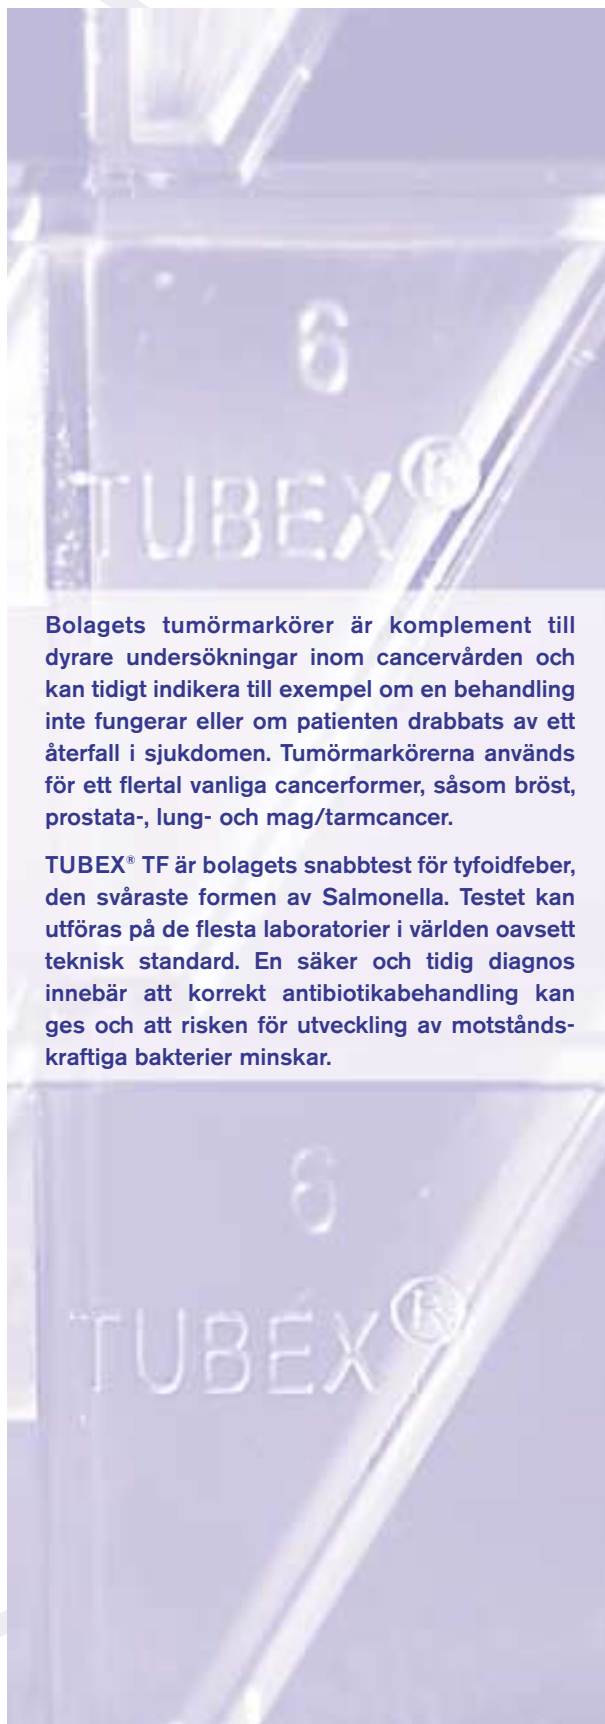 6
TUBEX®
Bolagets tumörmarkörer är komplement till
dyrare undersökningar inom cancervården och
kan tidigt indikera till exempel om en behandling
inte fungerar eller om patienten drabbats av ett
återfall i sjukdomen. Tumörmarkörerna används
för ett flertal vanliga cancerformer, såsom bröst,
prostata-, lung- och mag/tarmcancer.
TUBEX® TF är bolagets snabbtest för tyfoidfeber,
den svåraste formen av Salmonella. Testet kan
utföras på de flesta laboratorier i världen oavsett
teknisk standard. En säker och tidig diagnos
innebär att korrekt antibiotikabehandling kan
ges och att risken för utveckling av motstånds-
kraftiga bakterier minskar.
6
TUBEX®